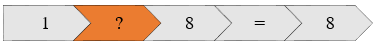 1 ? 8 = 8